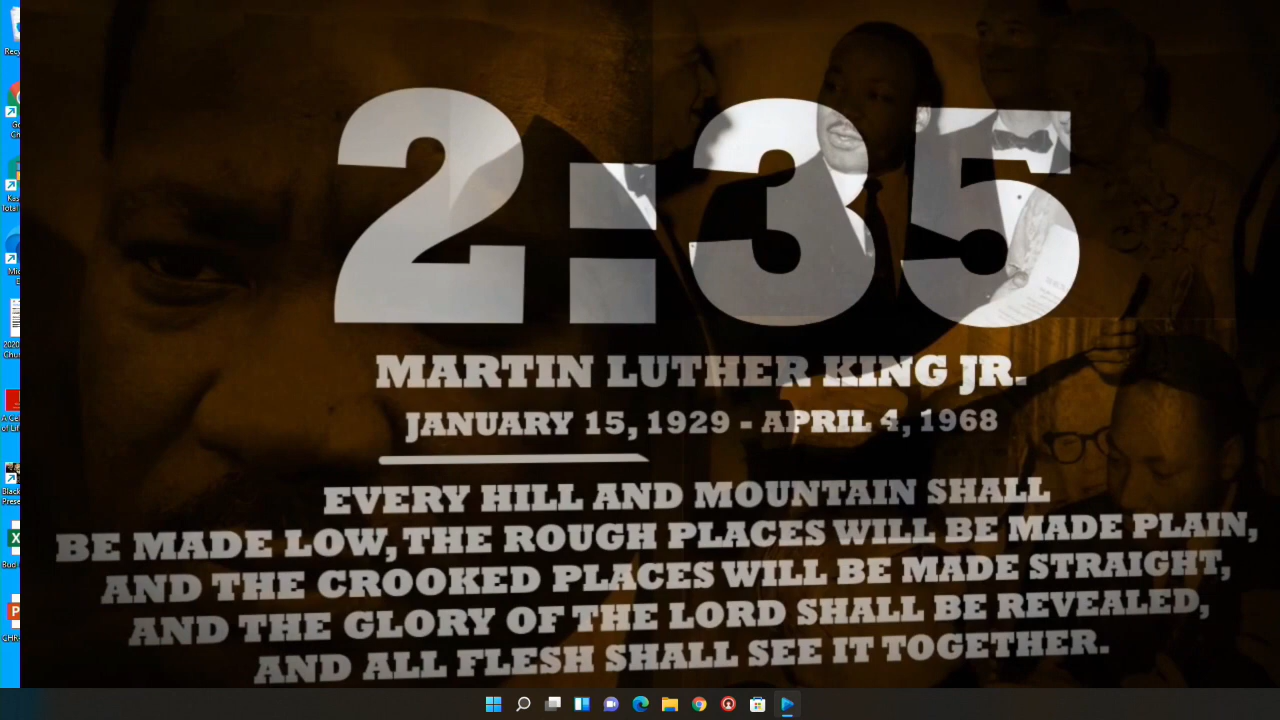 2:35
MARTIN LUTHER KING JR.
JANUARY 15, 1929 - APRIL 4, 1968
EVERY HILL AND MOUNTAIN SHALL
BE MADE LOW, THE ROUGH PLACES WILL BE MADE PLAIN,
AND THE CROOKED PLACES WILL BE MADE STRAIGHT,
AND THE GLORY OF THE LORD SHALL BE REVEALED,
AND ALL FLESH SHALL SEE IT TOGETHER.